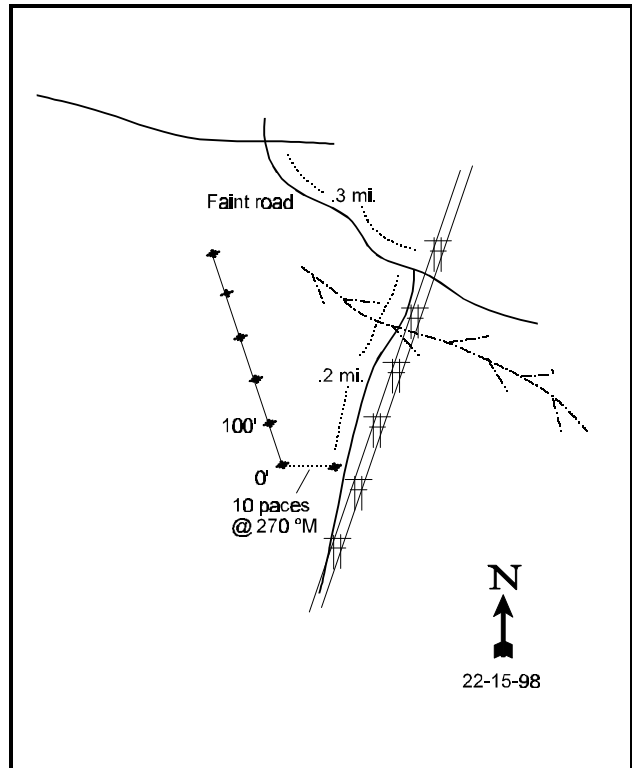 Faint road
.3 mi.
.2 mi.
100'
0'
10 paces
@ 270 °M
N
22-15-98